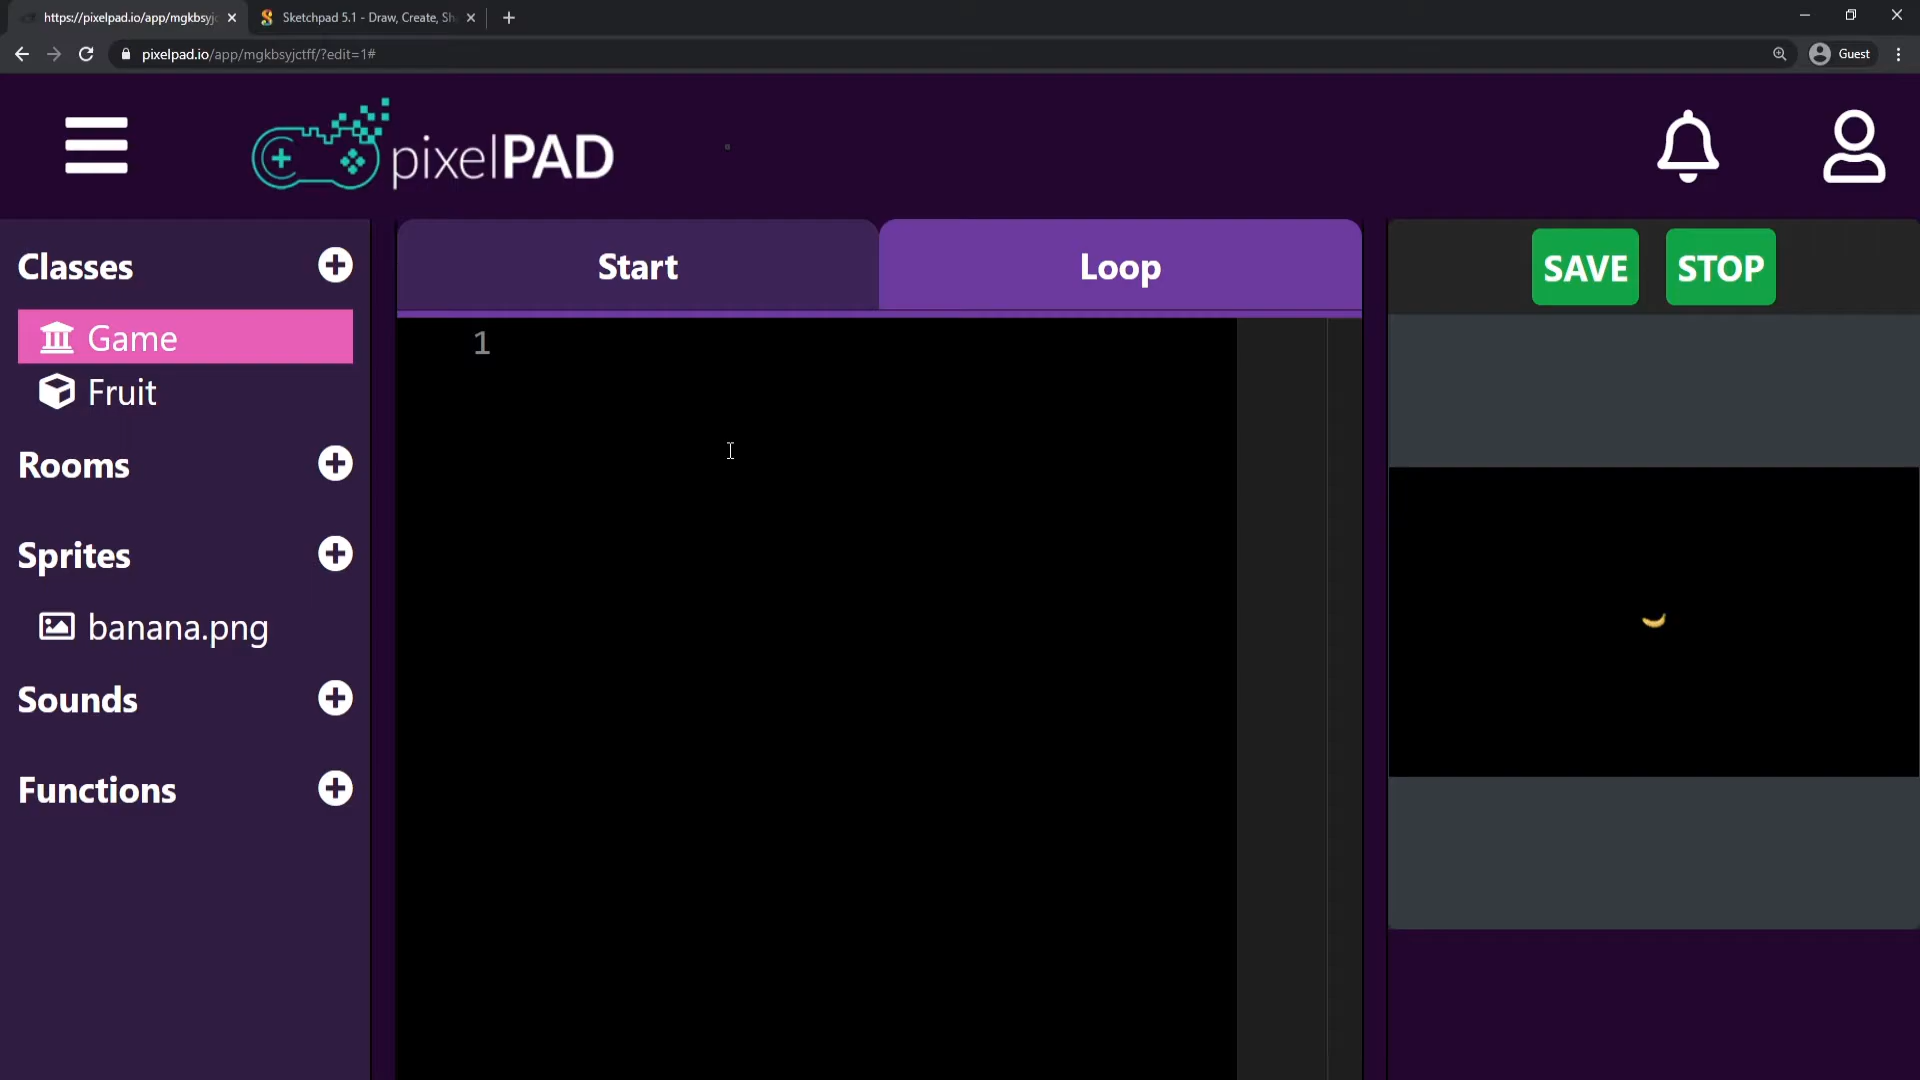 https://pixelpad.io/app/mgkbsyjc
Sketchpad 5.1 - Draw, Create, Sh
pixelpad.io/app/mgkbsyjctff/?edit=1#
Guest
pixelPAD
Classes
Game
Fruit
Rooms
Sprites
banana.png
Sounds
Functions
Start
Loop
1
SAVE
STOP